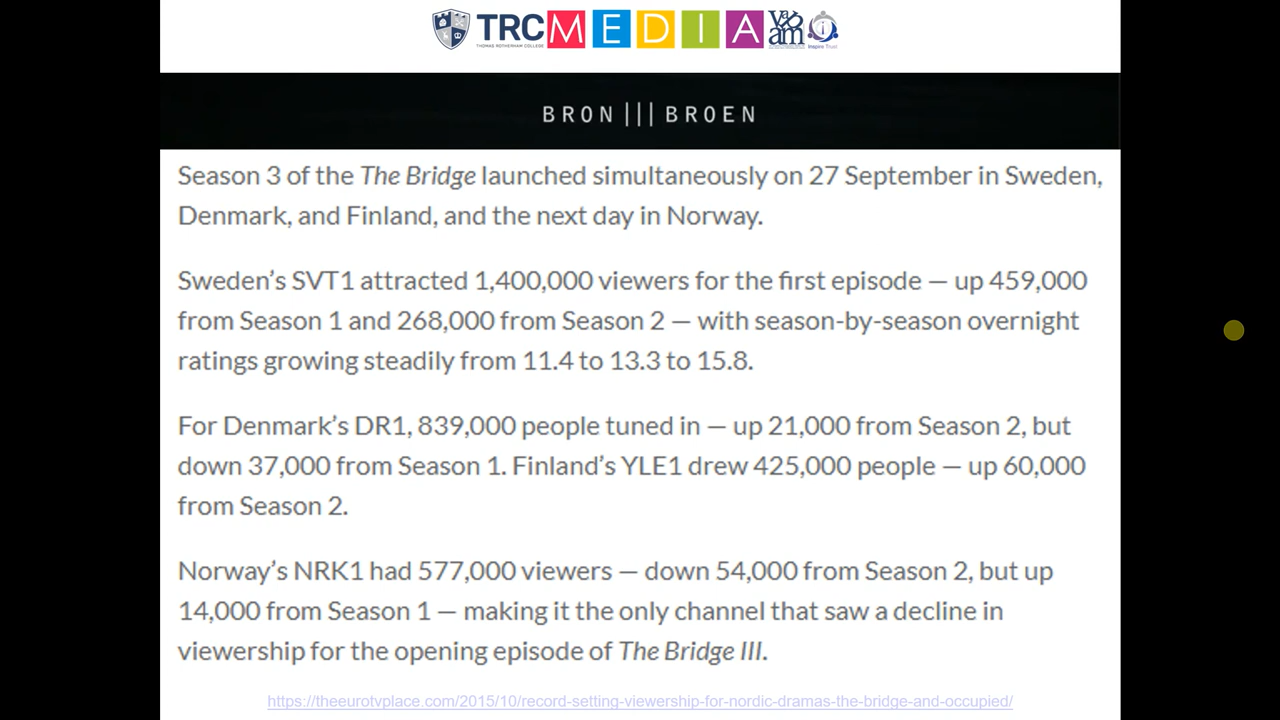 TRC MEDIA
THOMAS ROTHERHAM COLLEGE
Inspire Trust
BRON ||| BROEN
Season 3 of the The Bridge launched simultaneously on 27 September in Sweden,
Denmark, and Finland, and the next day in Norway.
Sweden’s SVT1 attracted 1,400,000 viewers for the first episode — up 459,000
from Season 1 and 268,000 from Season 2 — with season-by-season overnight
ratings growing steadily from 11.4 to 13.3 to 15.8.
For Denmark’s DR1, 839,000 people tuned in — up 21,000 from Season 2, but
down 37,000 from Season 1. Finland’s YLE1 drew 425,000 people — up 60,000
from Season 2.
Norway’s NRK1 had 577,000 viewers — down 54,000 from Season 2, but up
14,000 from Season 1 — making it the only channel that saw a decline in
viewership for the opening episode of The Bridge III.
https://theeurotvplace.com/2015/10/record-setting-viewership-for-nordic-dramas-the-bridge-and-occupied/